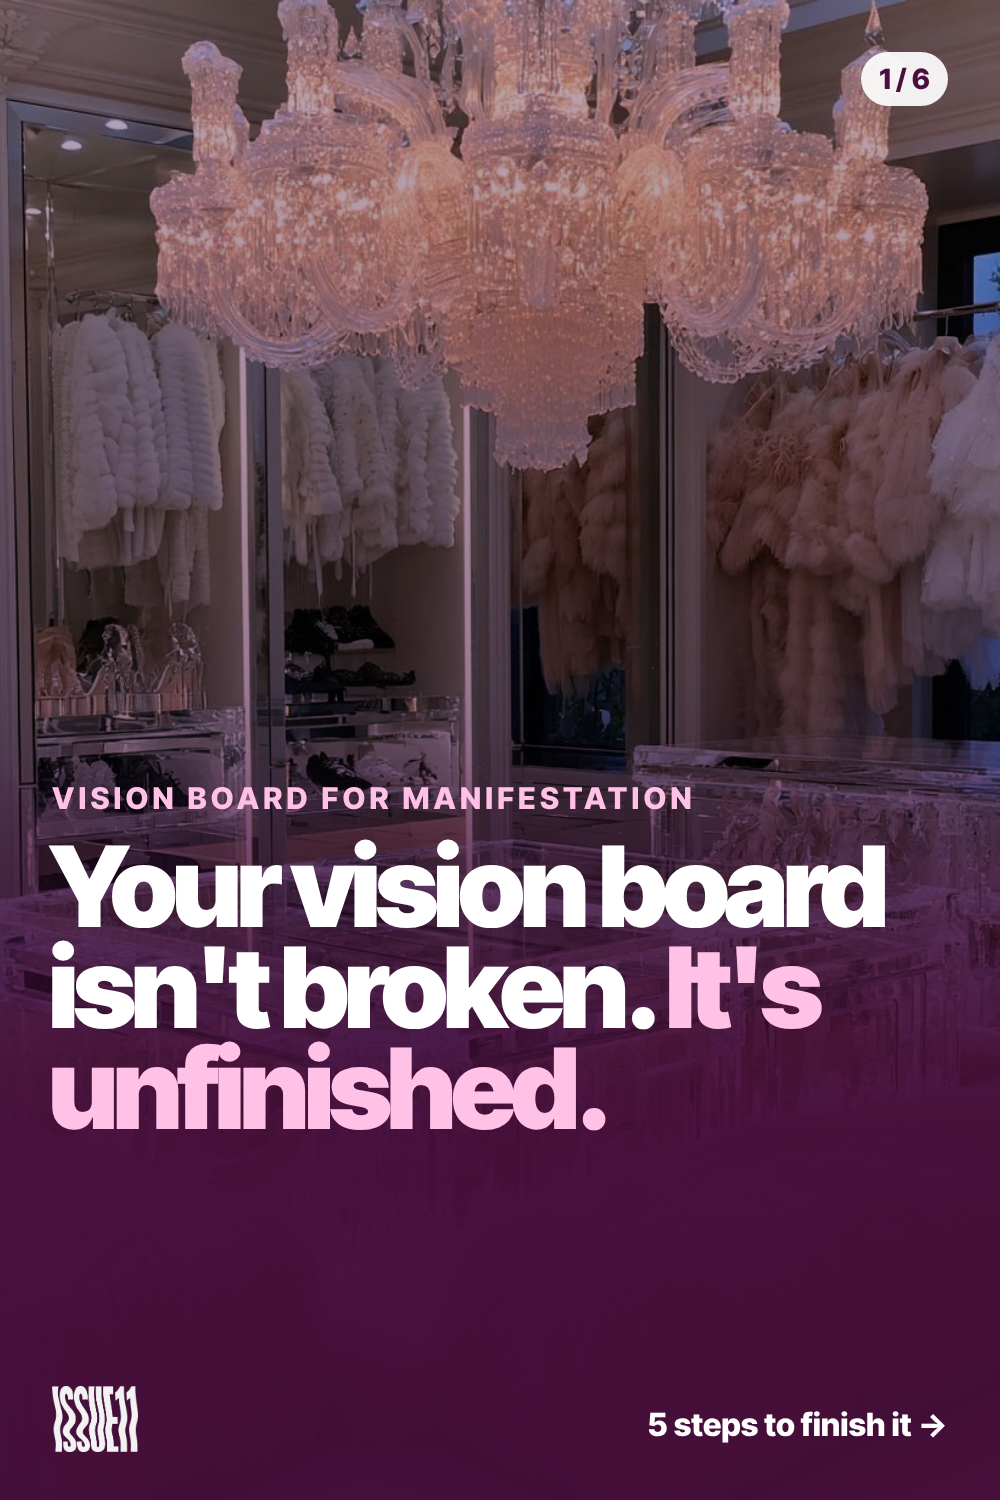 1/6
VISION BOARD FOR MANIFESTATION
Your vision board
isn't broken. It's
unfinished.
ISSUE11
5 steps to finish it →